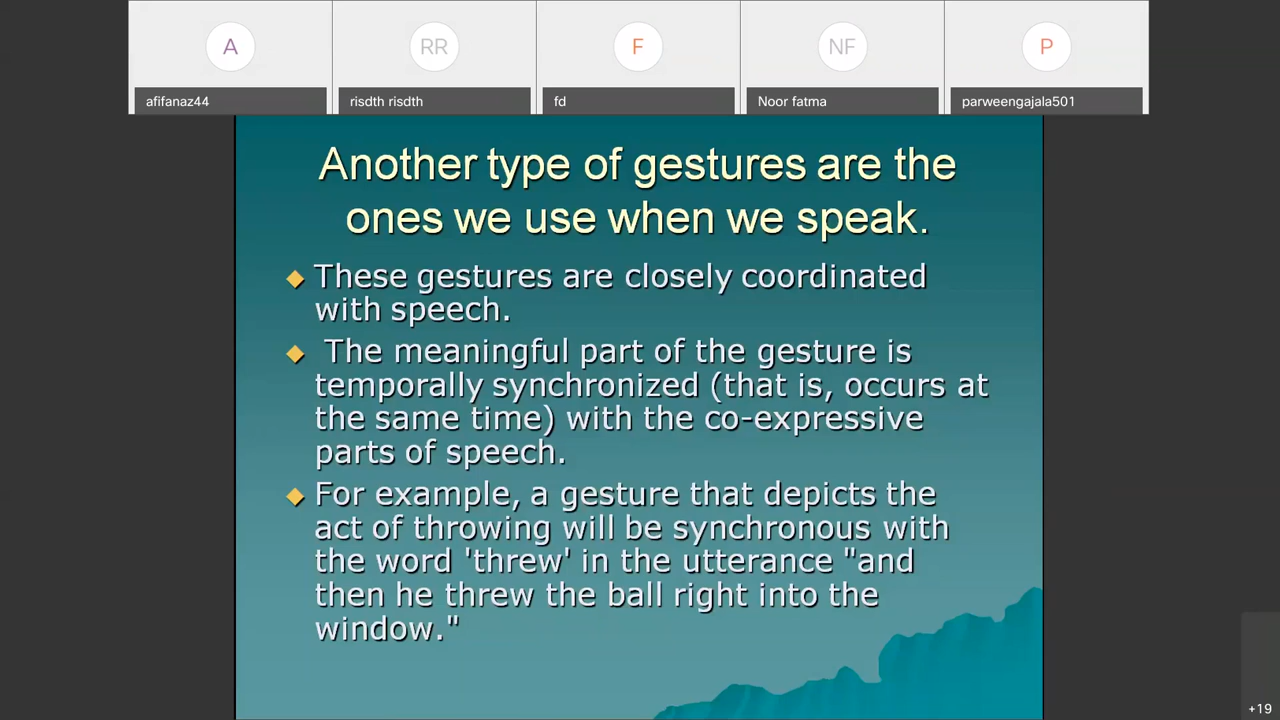 A
RR
F
NF
P
afifanaz44
risdth risdth
fd
Noor fatma
parweengajala501
Another type of gestures are the
ones we use when we speak.
These gestures are closely coordinated
with speech.
The meaningful part of the gesture is
temporally synchronized (that is, occurs at
the same time) with the co-expressive
parts of speech.
For example, a gesture that depicts the
act of throwing will be synchronous with
the word 'threw' in the utterance "and
then he threw the ball right into the
window."
+19